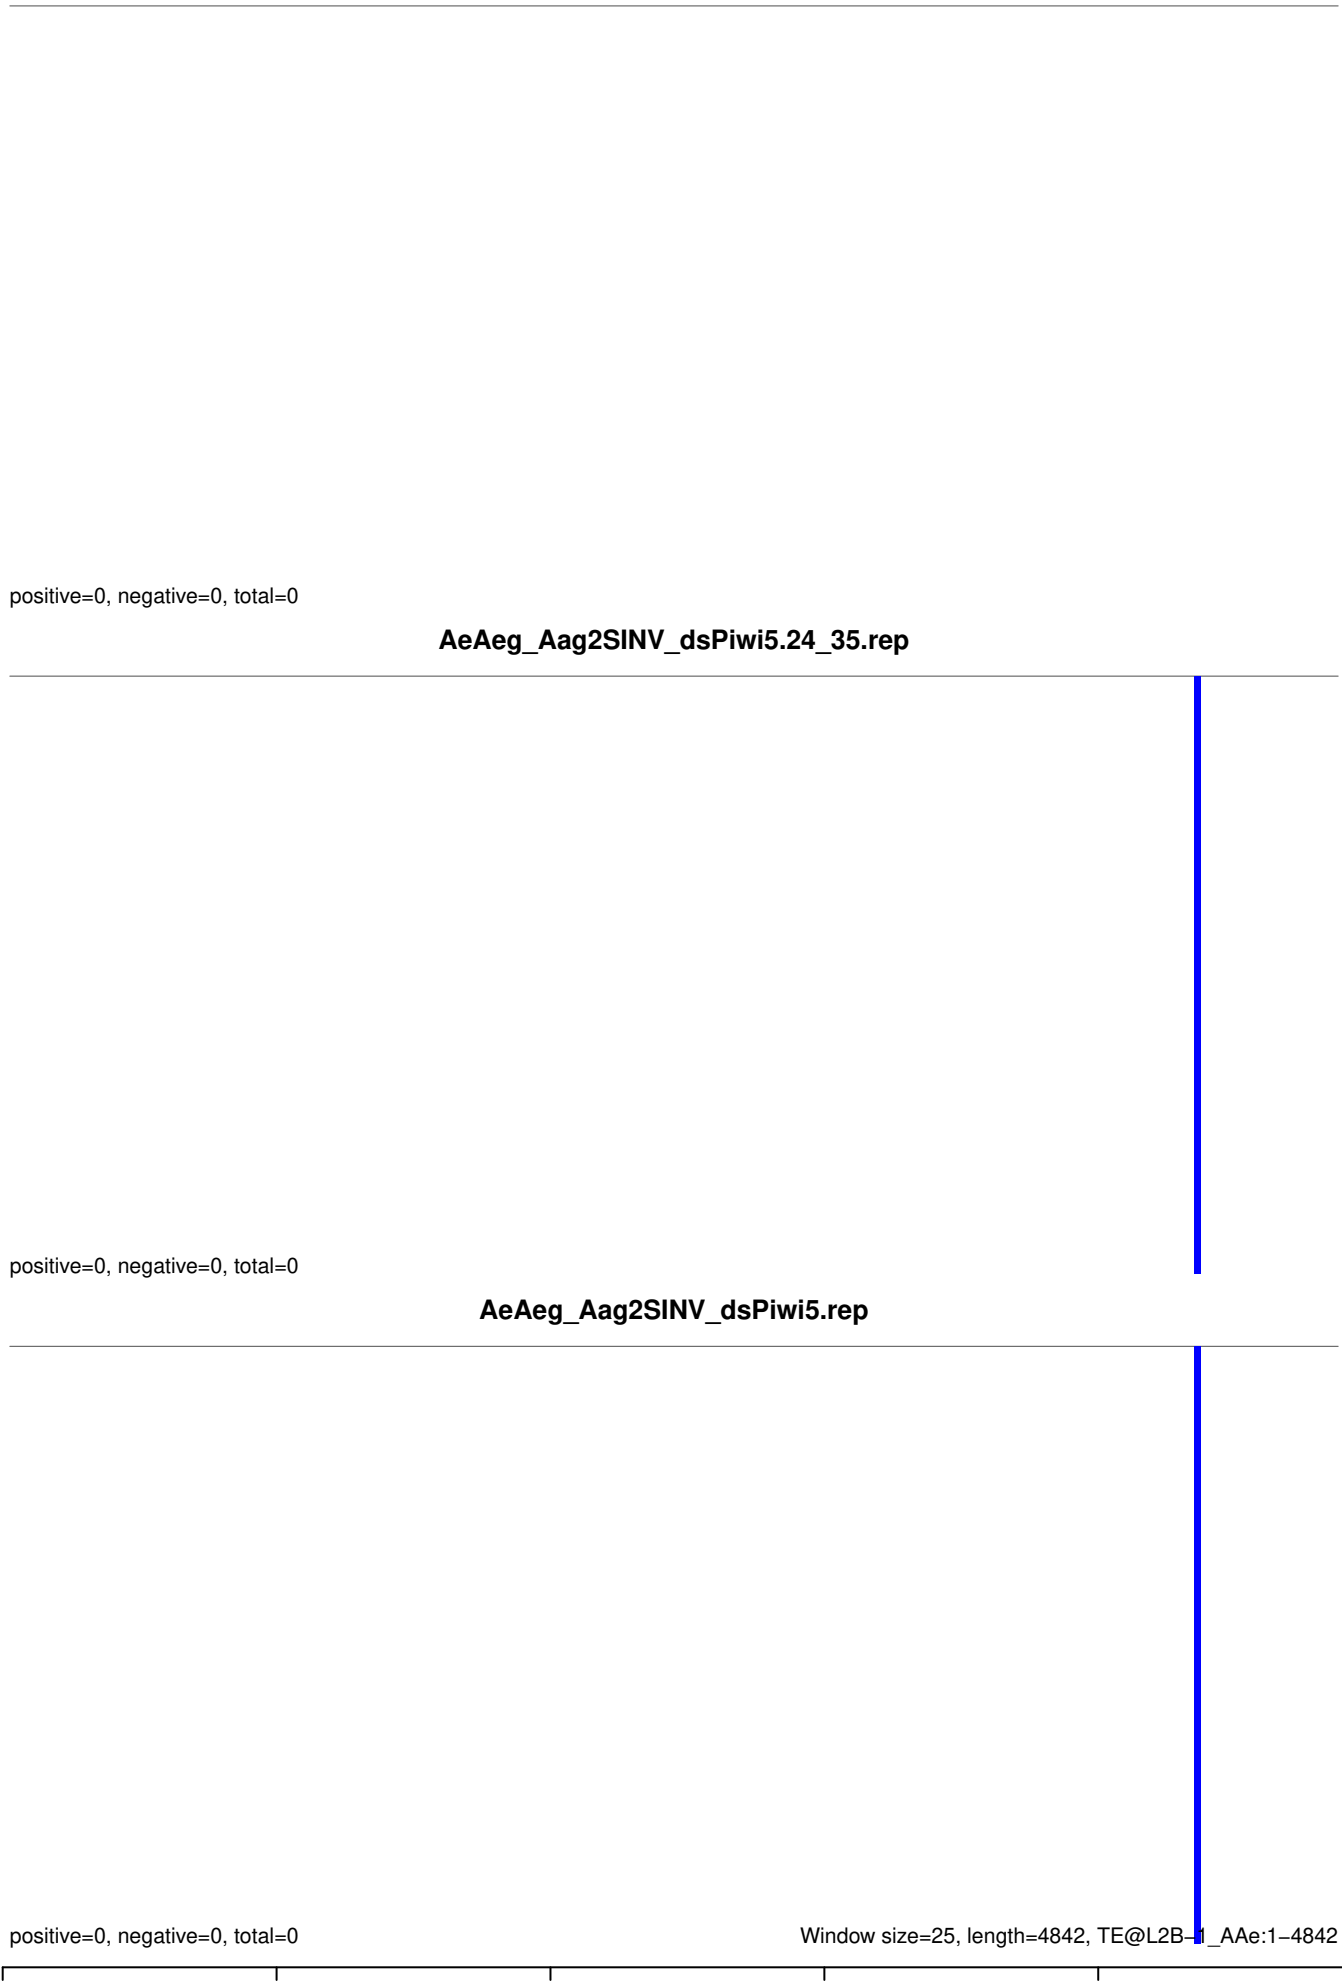 positive=0, negative=0, total=0
AeAeg_Aag2SINV_dsPiwi5.24_35.rep
positive=0, negative=0, total=0
AeAeg_Aag2SINV_dsPiwi5.rep
positive=0, negative=0, total=0
Window size=25, length=4842, TE@L2B−1_AAe:1−4842